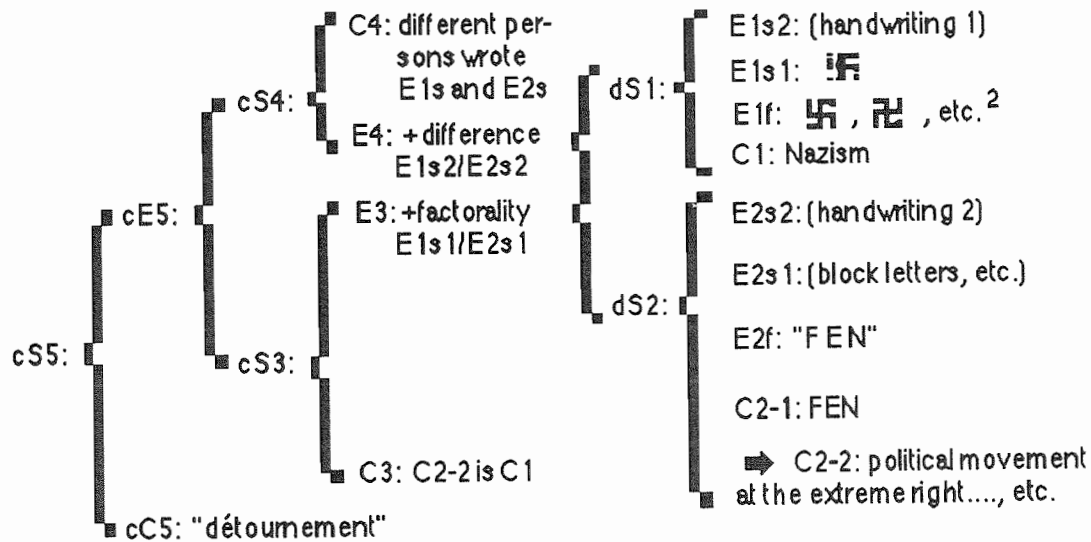 C4: different per-
sons wrote
E1s and E2s
cS4:
E4: +difference
E1s2/E2s2
cE5:
E3: +factorality
E1s1/E2s1
cS5:
cS3:
C3: C2-2 is C1
cC5: "détournement"
dS1:
E1s2: (handwriting 1)
E1s1: 卐
E1f: 卐, 卍, etc. 2
C1: Nazism
dS2:
E2s2: (handwriting 2)
E2s1: (block letters, etc.)
E2f: "FEN"
C2-1: FEN
➡ C2-2: political movement
at the extreme right...., etc.